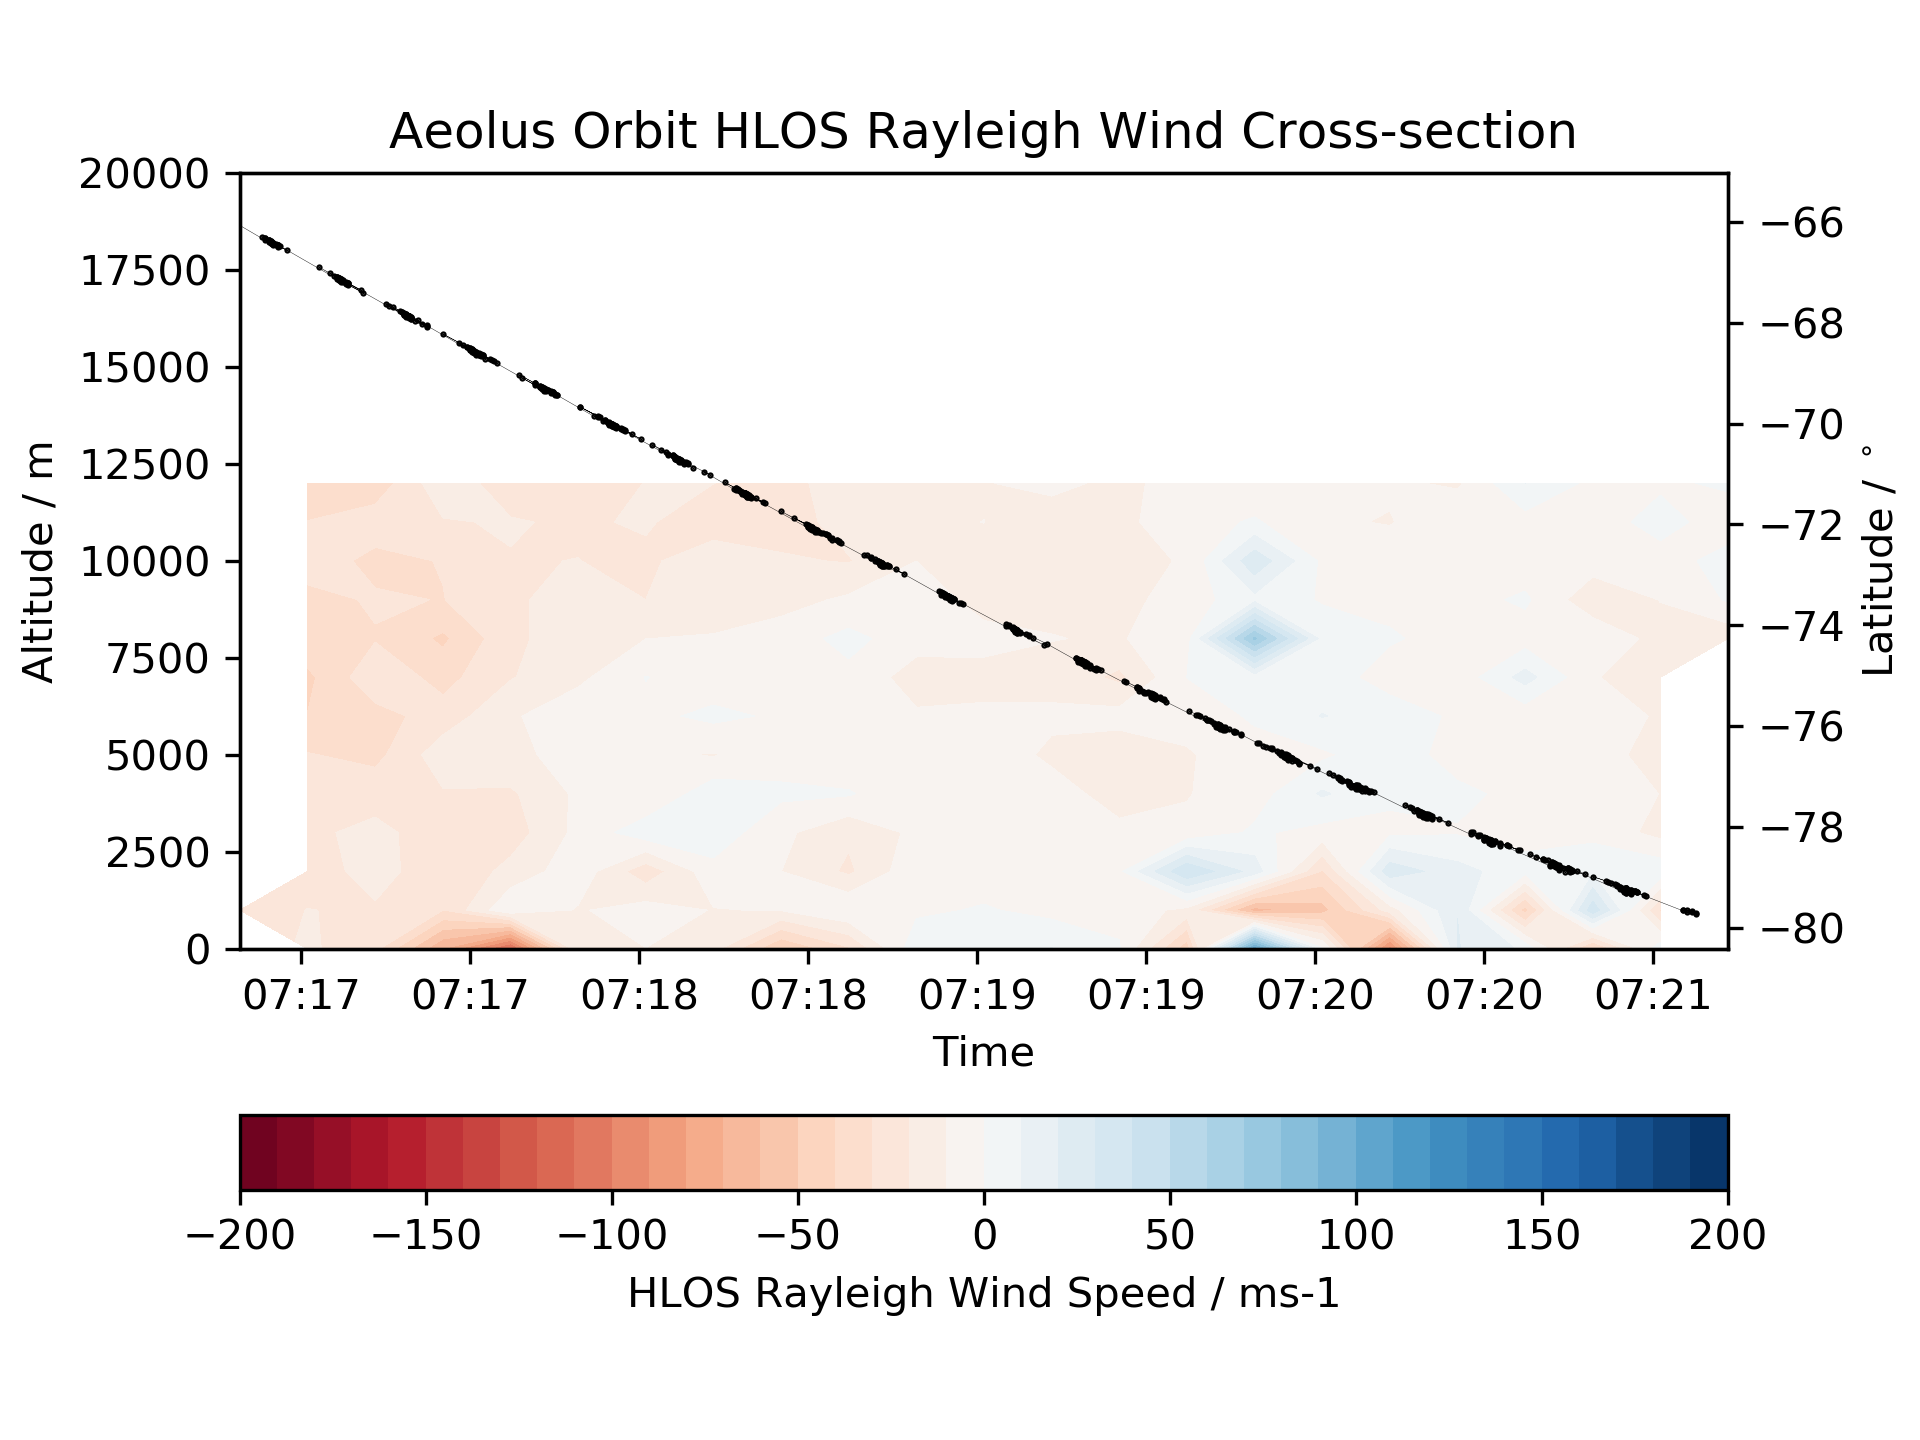 Aeolus Orbit HLOS Rayleigh Wind Cross-section
20000
17500
15000
12500
10000
7500
5000
2500
0
Altitude / m
−66
−68
−70
−72
−74
−76
−78
−80
Latitude / °
07:17 07:17 07:18 07:18 07:19 07:19 07:20 07:20 07:21
Time
−200 −150 −100 −50 0 50 100 150 200
HLOS Rayleigh Wind Speed / ms-1